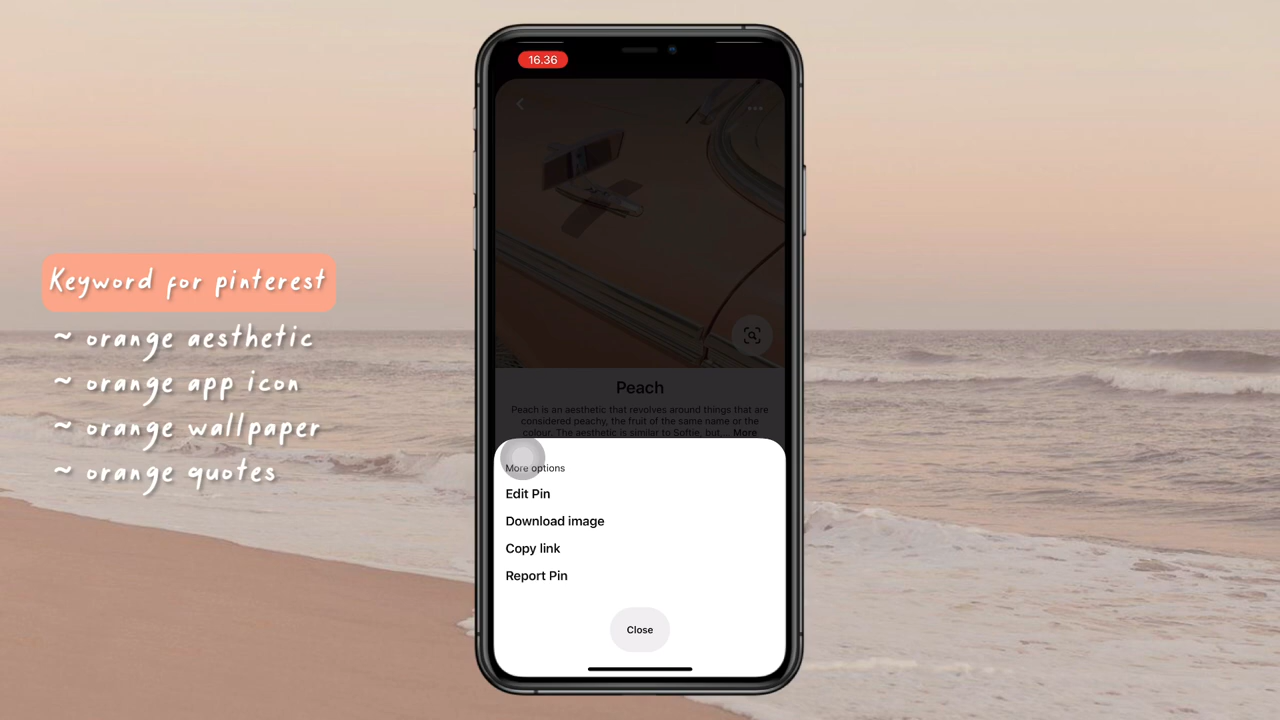 Keyword for pinterest
~ orange aesthetic
~ orange app icon
~ orange wallpaper
~ orange quotes
16.36
Peach
Peach is an aesthetic that revolves around things that are
considered peachy, the fruit of the same name or the
colour. The aesthetic is similar to Softie, but... More
More options
Edit Pin
Download image
Copy link
Report Pin
Close